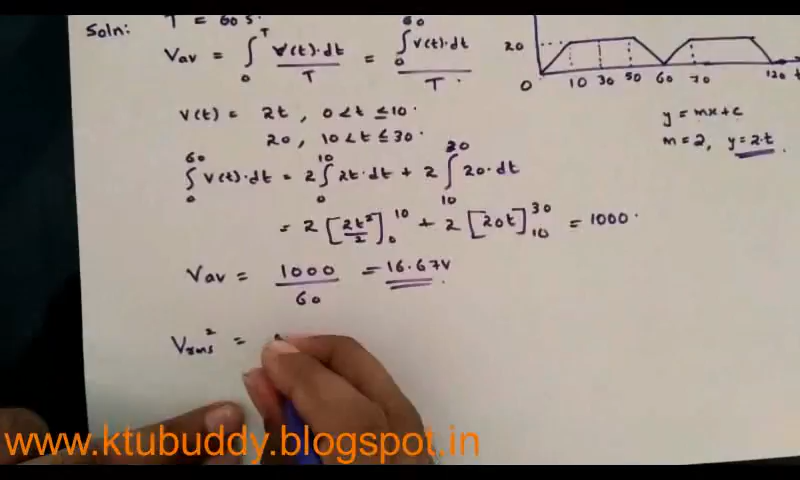 Soln: T = 60 s.
Vav = ∫₀ᵀ v(t)·dt / T = ∫₀⁶⁰ v(t)·dt / T.
v(t) = 2t , 0 < t ≤ 10.
20 , 10 < t ≤ 30.
∫₀⁶⁰ v(t)·dt = 2 ∫₀¹⁰ 2t·dt + 2 ∫₁₀²⁰ 20·dt
= 2 [2t²/2]₀¹⁰ + 2 [20t]₁₀³⁰ = 1000.
Vav = 1000 / 60 = 16.67V.
Vrms² =
20
0 10 30 50 60 70 120 t
y = mx+c
m = 2, y = 2·t.
www.ktubuddy.blogspot.in